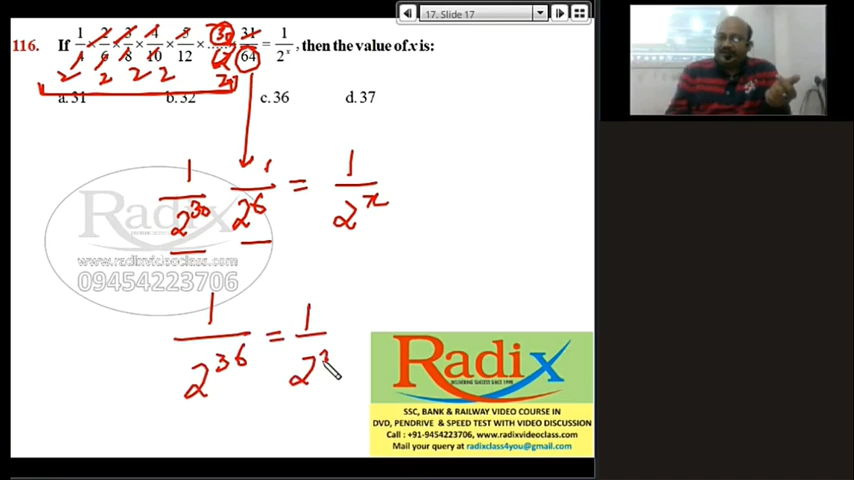 17. Slide 17
116. If 1/4 × 2/6 × 3/8 × 4/10 × 5/12 × ...... 30/62 31/64 = 1/2^x, then the value of x is:
2 2 2 2
a. 31 b. 32 c. 36 d. 37
1/2^30 1/2^6 = 1/2^x
Radix
www.radixvideoclass.com
09454223706
1/2^36 = 1/2
Radix
DELIVERING SUCCESS SINCE 1998
SSC, BANK & RAILWAY VIDEO COURSE IN
DVD, PENDRIVE & SPEED TEST WITH VIDEO DISCUSSION
Call : +91-9454223706, www.radixvideoclass.com
Mail your query at radixclass4you@gmail.com